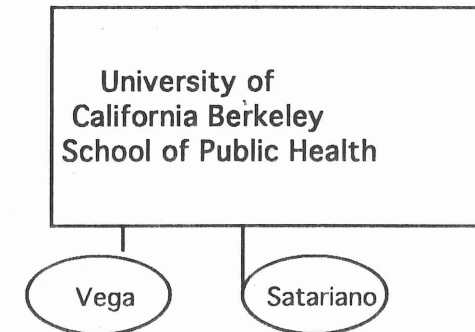 University of
California Berkeley
School of Public Health
Vega
Satariano